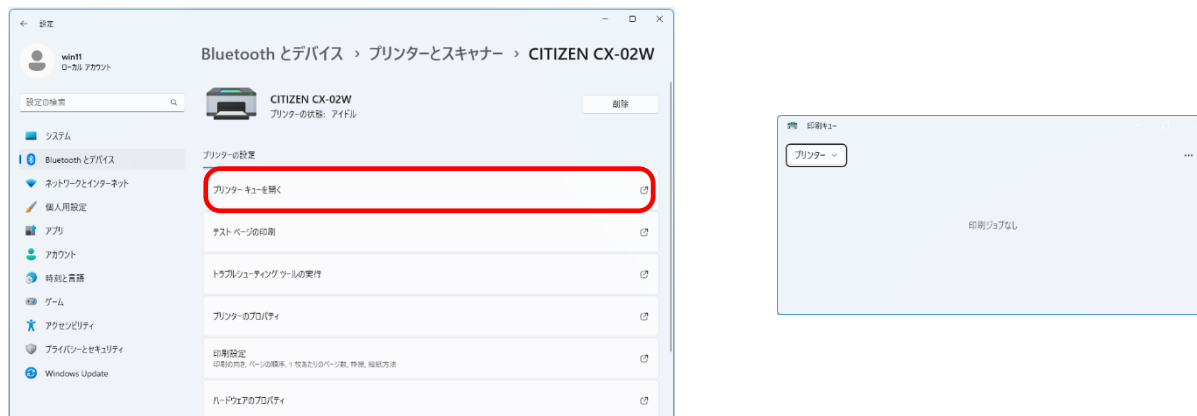 設定
win11
ローカル アカウント
設定の検索
システム
Bluetooth とデバイス
ネットワークとインターネット
個人用設定
アプリ
アカウント
時刻と言語
ゲーム
アクセシビリティ
プライバシーとセキュリティ
Windows Update
Bluetooth とデバイス › プリンターとスキャナー › CITIZEN CX-02W
CITIZEN CX-02W
プリンターの状態: アイドル
削除
プリンターの設定
プリンター キューを開く
テスト ページの印刷
トラブルシューティング ツールの実行
プリンターのプロパティ
印刷設定
印刷の向き, ページの順序, 1 枚あたりのページ数, 枠線, 給紙方法
ハードウェアのプロパティ
印刷キュー
プリンター
印刷ジョブなし